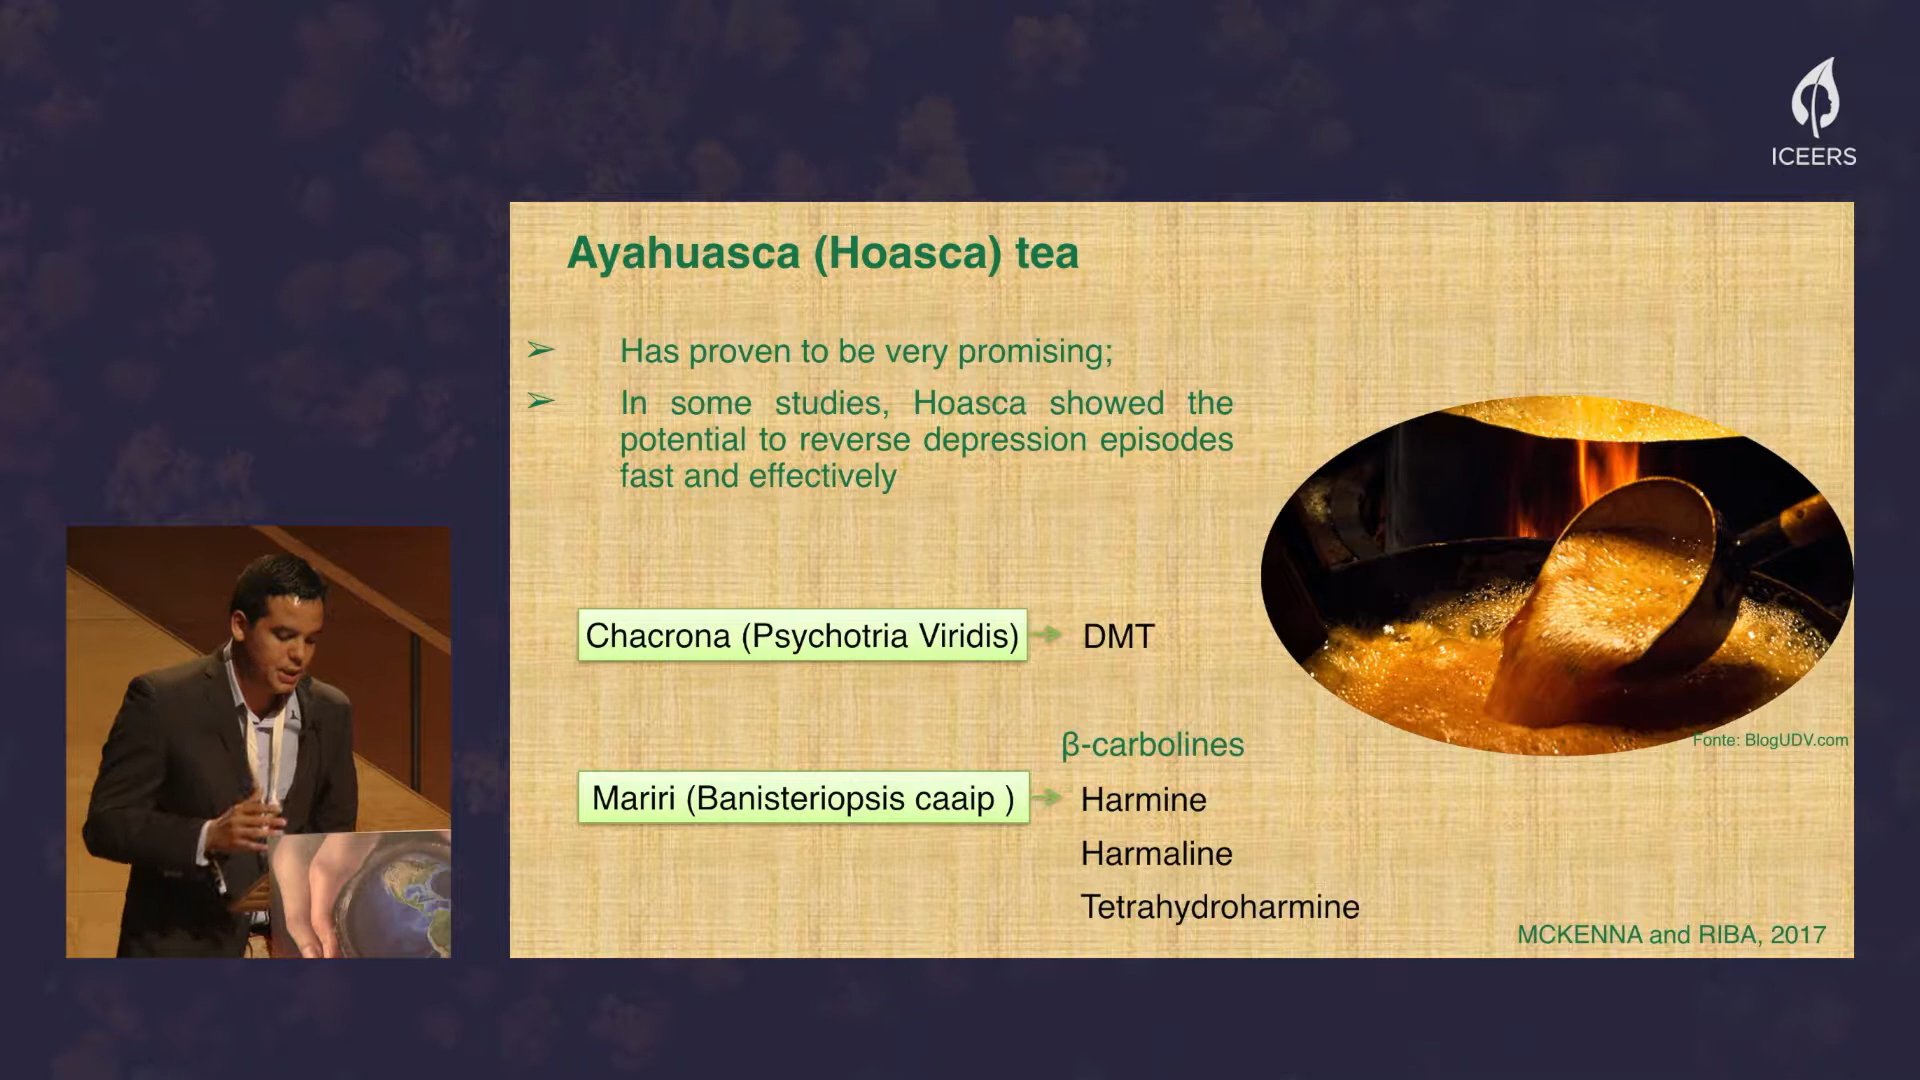 ICEERS
Ayahuasca (Hoasca) tea
➢ Has proven to be very promising;
➢ In some studies, Hoasca showed the
potential to reverse depression episodes
fast and effectively
Chacrona (Psychotria Viridis)
DMT
β-carbolines
Mariri (Banisteriopsis caaip )
Harmine
Harmaline
Tetrahydroharmine
Fonte: BlogUDV.com
MCKENNA and RIBA, 2017